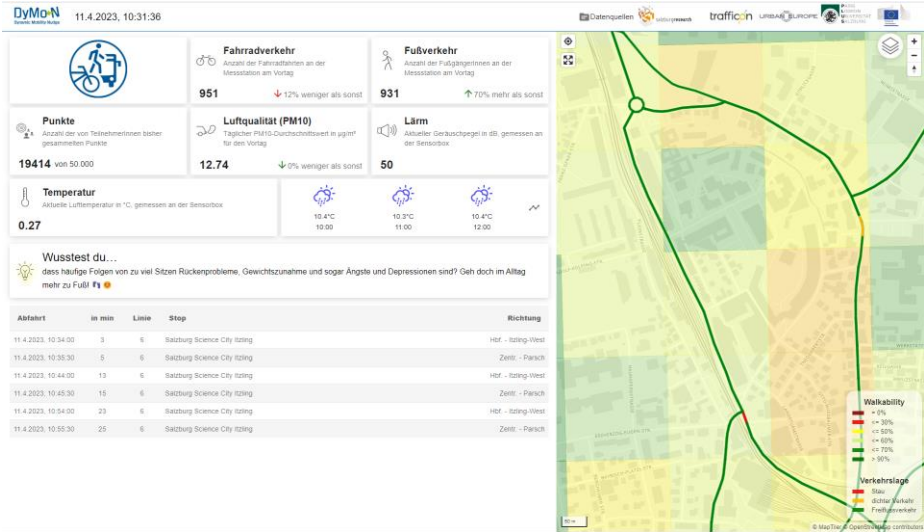 DyMoN
Dynamic Mobility Nudges
11.4.2023, 10:31:36
Datenquellen
salzburgresearch
trafficon
URBAN EUROPE
Fahrradverkehr
Anzahl der Fahrradfahrten an der
Messstation am Vortag
951
12% weniger als sonst
Fußverkehr
Anzahl der FußgängerInnen an der
Messstation am Vortag
931
70% mehr als sonst
Punkte
Anzahl der von TeilnehmerInnen bisher
gesammelten Punkte
19414 von 50.000
Luftqualität (PM10)
Täglicher PM10-Durchschnittswert in µg/m³
für den Vortag
12.74
0% weniger als sonst
Lärm
Aktueller Geräuschpegel in dB, gemessen an
der Sensorbox
50
Temperatur
Aktuelle Lufttemperatur in °C, gemessen an der Sensorbox
0.27
10.4°C
10:00
10.3°C
11:00
10.4°C
12:00
Wusstest du…
dass häufige Folgen von zu viel Sitzen Rückenprobleme, Gewichtszunahme und sogar Ängste und Depressionen sind? Geh doch im Alltag
mehr zu Fuß!
Abfahrt in min Linie Stop Richtung
11.4.2023, 10:34:00 3 6 Salzburg Science City Itzling Hbf. - Itzling-West
11.4.2023, 10:35:30 5 6 Salzburg Science City Itzling Zentr. - Parsch
11.4.2023, 10:44:00 13 6 Salzburg Science City Itzling Hbf. - Itzling-West
11.4.2023, 10:45:30 15 6 Salzburg Science City Itzling Zentr. - Parsch
11.4.2023, 10:54:00 23 6 Salzburg Science City Itzling Hbf. - Itzling-West
11.4.2023, 10:55:30 25 6 Salzburg Science City Itzling Zentr. - Parsch
Walkability
= 0%
<= 30%
<= 50%
<= 60%
<= 70%
> 90%
Verkehrslage
Stau
dichter Verkehr
Freiflussverkehr
50 m
© MapTiler © OpenStreetMap contributors